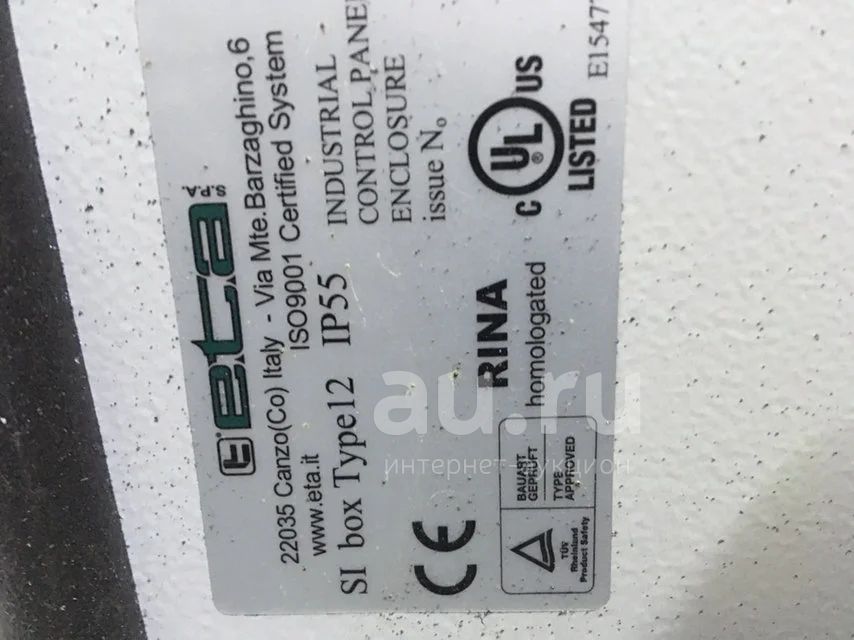 eta
S.p.A.
22035 Canzo(Co) Italy - Via Mte.Barzaghino,6
www.eta.it ISO9001 Certified System
SI box Type12 IP55
INDUSTRIAL
CONTROL PANEL
ENCLOSURE
issue No
CE
RINA
homologated
C UL® US
LISTED
E1547
BAUART
GEPRÜFT
TYPE
APPROVED
TÜV
Rheinland
Product Safety
au.ru
интернет-аукцион